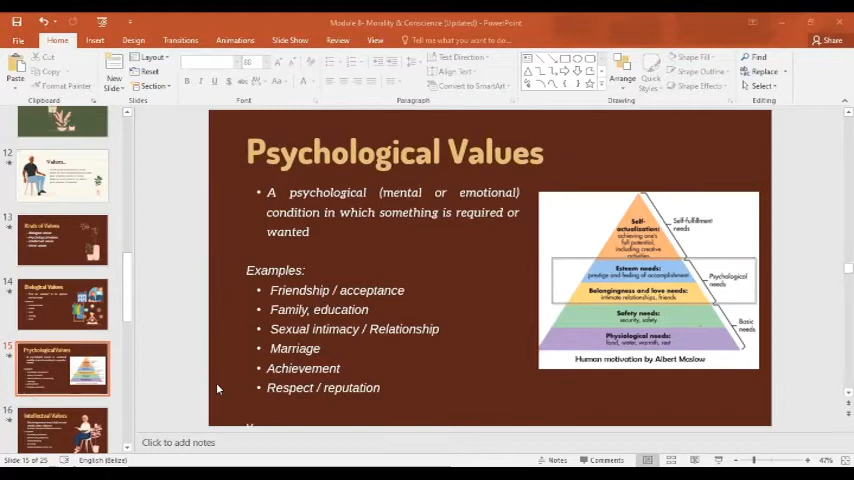 Module 8- Morality & Conscience (Updated) - PowerPoint
File Home Insert Design Transitions Animations Slide Show Review View Tell me what you want to do... Share
Paste
Cut
Copy
Format Painter
Clipboard
New
Slide
Layout
Reset
Section
Slides
88
Font
Text Direction
Align Text
Convert to SmartArt
Paragraph
Arrange
Quick
Styles
Shape Fill
Shape Outline
Shape Effects
Drawing
Find
Replace
Select
Editing
12
Values...
13
Kinds of Values
14
Biological Values
15
Psychological Values
16
Intellectual Values
Psychological Values
• A psychological (mental or emotional)
condition in which something is required or
wanted
Examples:
• Friendship / acceptance
• Family, education
• Sexual intimacy / Relationship
• Marriage
• Achievement
• Respect / reputation
Self-
actualization:
achieving one's
full potential,
including creative
activities
Esteem needs:
prestige and feeling of accomplishment
Belongingness and love needs:
intimate relationships, friends
Safety needs:
security, safety
Physiological needs:
food, water, warmth, rest
Self-fulfillment
needs
Psychological
needs
Basic
needs
Human motivation by Albert Maslow
Click to add notes
Slide 15 of 25 English (Belize) Notes Comments 47%